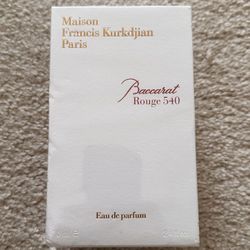 Maison
Francis Kurkdjian
Paris
Baccarat
Rouge 540
Eau de parfum